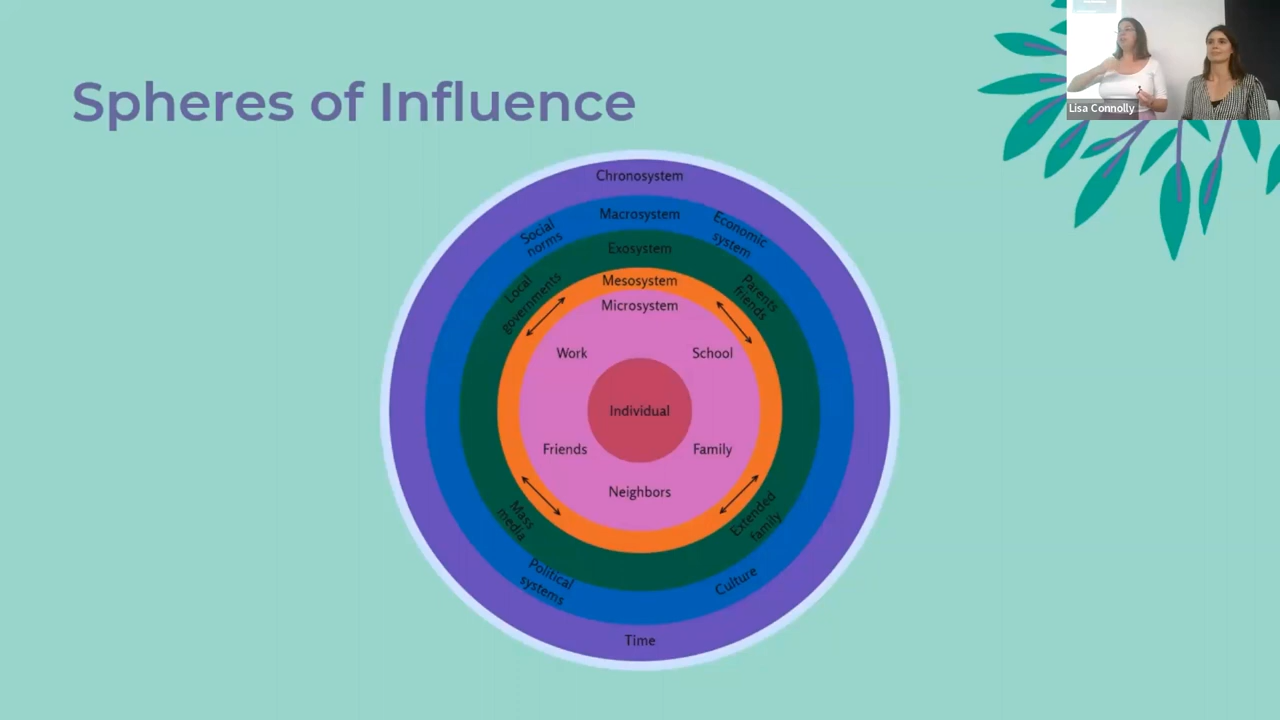 Lisa Connolly
Spheres of Influence
Chronosystem
Macrosystem
Social
norms
Economic
system
Exosystem
Local
governments
Parents
friends
Mesosystem
Microsystem
Work
School
Individual
Friends
Family
Neighbors
Mass
media
Extended
family
Political
systems
Culture
Time